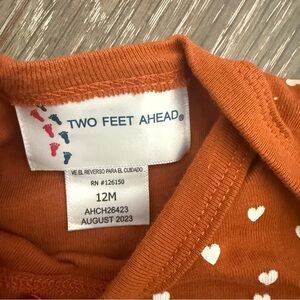 TWO FEET AHEAD®
VE EL REVERSO PARA EL CUIDADO
RN #126150
12M
AHCH26423
AUGUST 2023